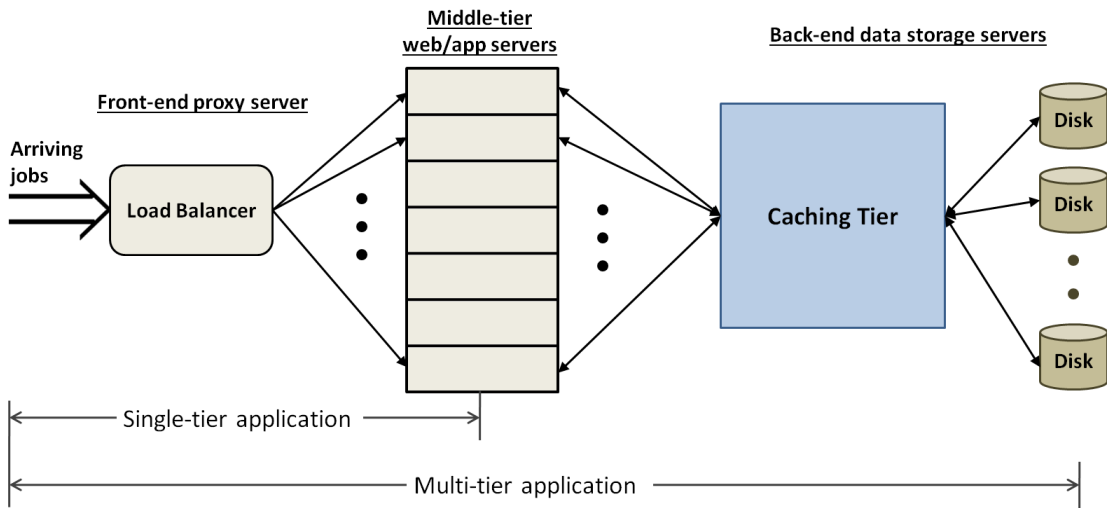 Middle-tier
web/app servers
Back-end data storage servers
Front-end proxy server
Arriving
jobs
Load Balancer
Caching Tier
Disk
Disk
Disk
Single-tier application
Multi-tier application